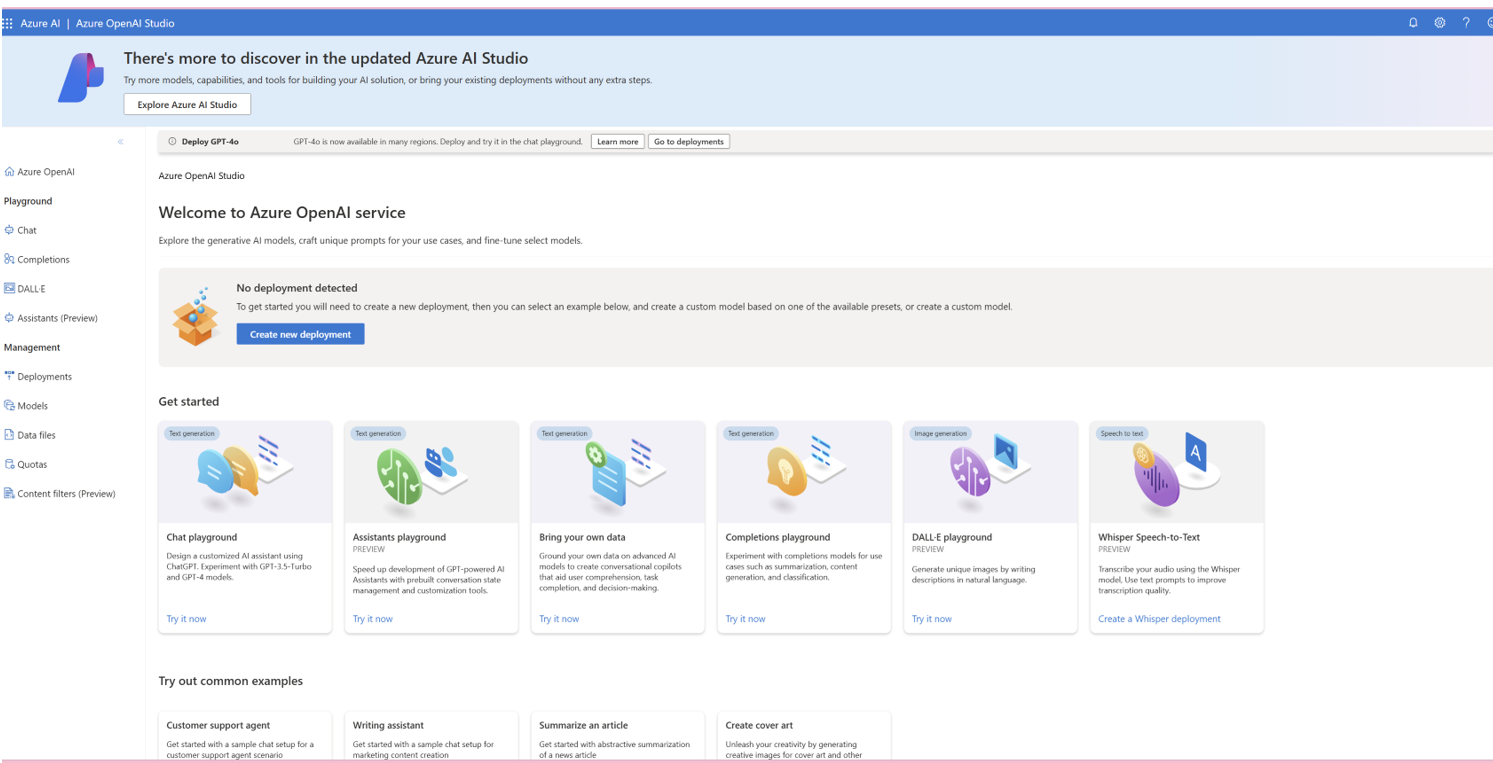 Azure AI | Azure OpenAI Studio
There's more to discover in the updated Azure AI Studio
Try more models, capabilities, and tools for building your AI solution, or bring your existing deployments without any extra steps.
Explore Azure AI Studio
Deploy GPT-4o GPT-4o is now available in many regions. Deploy and try it in the chat playground. Learn more Go to deployments
Azure OpenAI
Playground
Chat
Completions
DALL·E
Assistants (Preview)
Management
Deployments
Models
Data files
Quotas
Content filters (Preview)
Azure OpenAI Studio
Welcome to Azure OpenAI service
Explore the generative AI models, craft unique prompts for your use cases, and fine-tune select models.
No deployment detected
To get started you will need to create a new deployment, then you can select an example below, and create a custom model based on one of the available presets, or create a custom model.
Create new deployment
Get started
Text generation
Chat playground
Design a customized AI assistant using
ChatGPT. Experiment with GPT-3.5-Turbo
and GPT-4 models.
Try it now
Text generation
Assistants playground
PREVIEW
Speed up development of GPT-powered AI
Assistants with prebuilt conversation state
management and customization tools.
Try it now
Text generation
Bring your own data
Ground your own data on advanced AI
models to create conversational copilots
that aid user comprehension, task
completion, and decision-making.
Try it now
Text generation
Completions playground
Experiment with completions models for use
cases such as summarization, content
generation, and classification.
Try it now
Image generation
DALL·E playground
PREVIEW
Generate unique images by writing
descriptions in natural language.
Try it now
Speech to text
A
Whisper Speech-to-Text
PREVIEW
Transcribe your audio using the Whisper
model, Use text prompts to improve
transcription quality.
Create a Whisper deployment
Try out common examples
Customer support agent
Get started with a sample chat setup for a
customer support agent scenario
Writing assistant
Get started with a sample chat setup for
marketing content creation
Summarize an article
Get started with abstractive summarization
of a news article
Create cover art
Unleash your creativity by generating
creative images for cover art and other